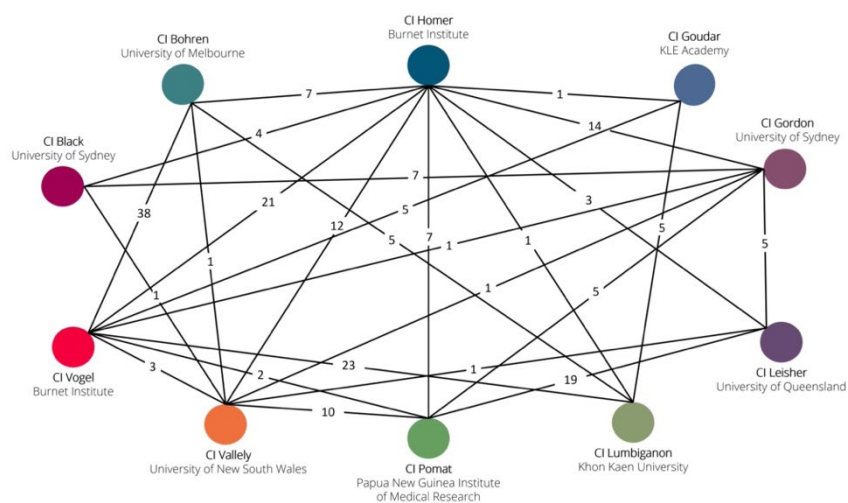 CI Homer
Burnet Institute
CI Bohren
University of Melbourne
CI Goudar
KLE Academy
7
1
CI Black
University of Sydney
4
14
CI Gordon
University of Sydney
7
21
3
38
12
5
7
5
1
1
5
5
1
1
1
5
3
2
23
1
19
10
CI Leisher
University of Queensland
CI Vogel
Burnet Institute
CI Vallely
University of New South Wales
CI Pomat
Papua New Guinea Institute
of Medical Research
CI Lumbiganon
Khon Kaen University